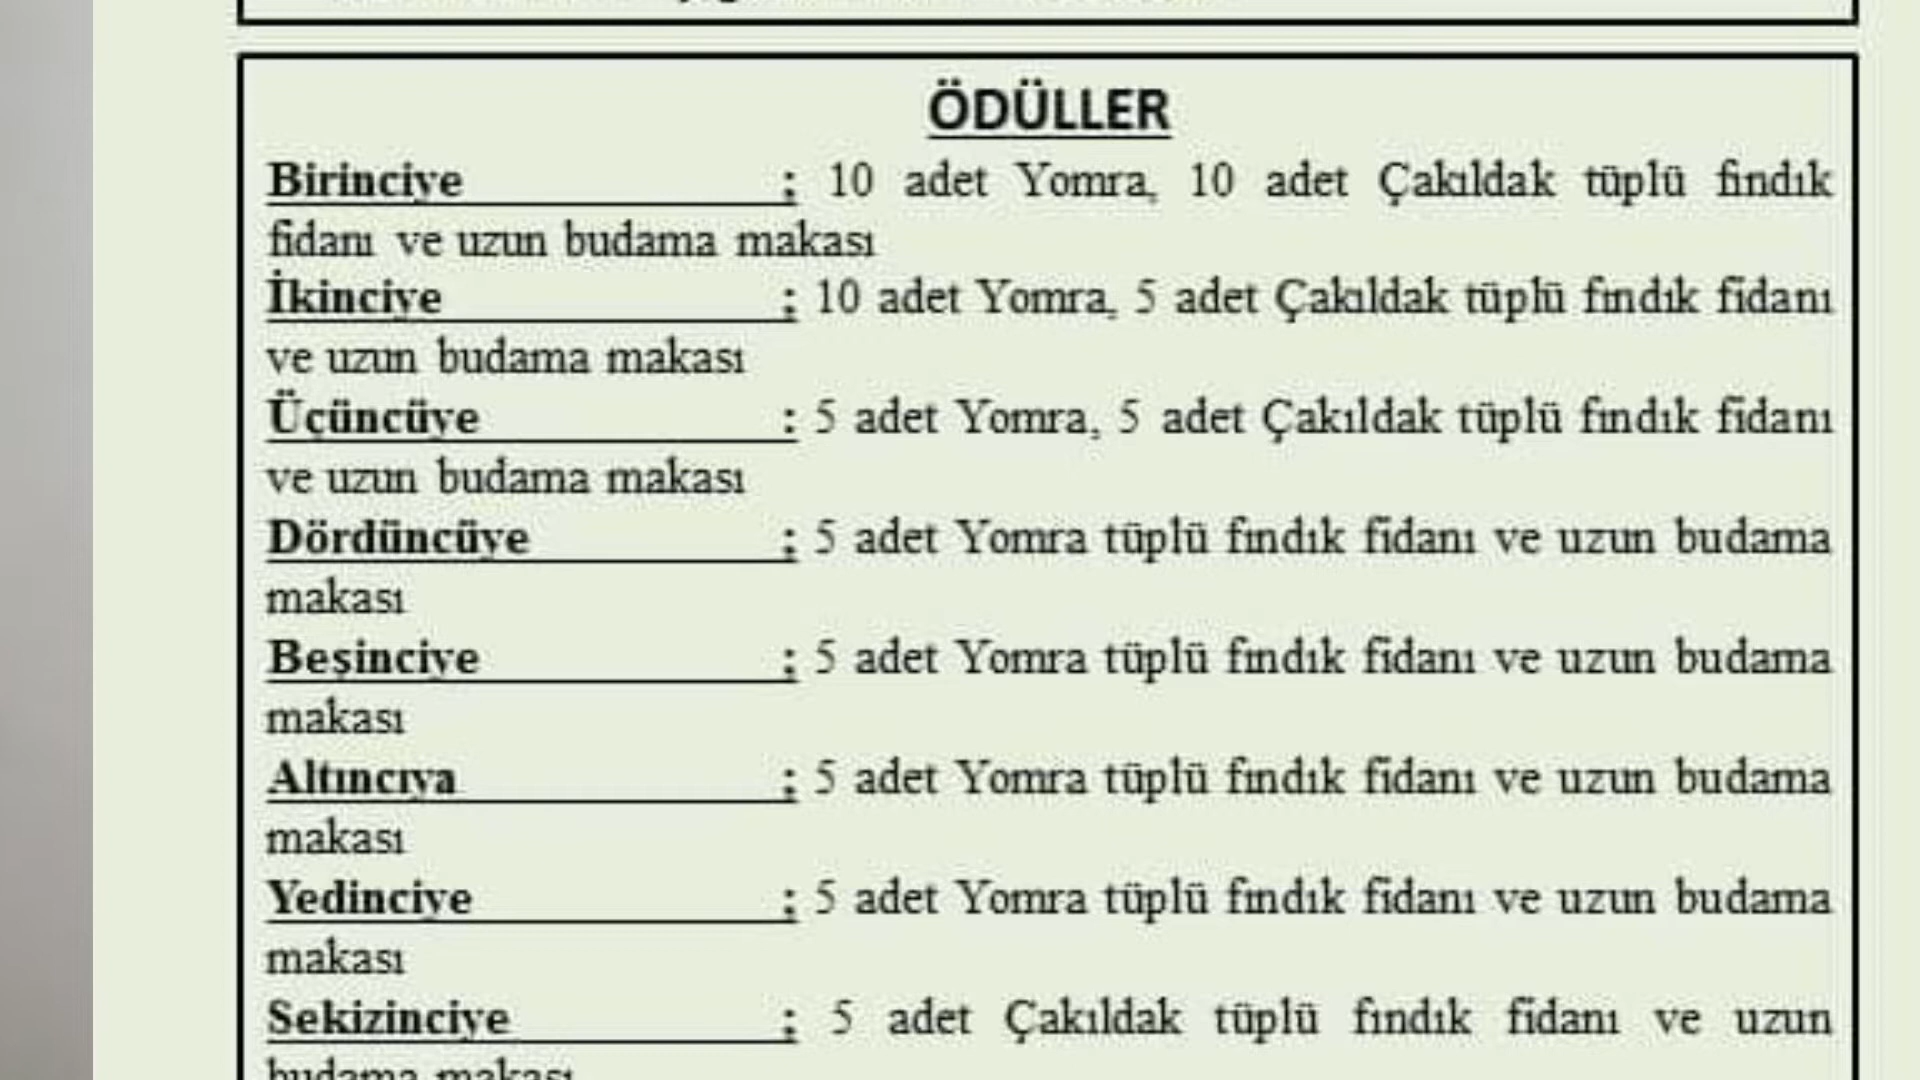 ÖDÜLLER
Birinciye : 10 adet Yomra, 10 adet Çakıldak tüplü fındık
fidanı ve uzun budama makası
İkinciye : 10 adet Yomra, 5 adet Çakıldak tüplü fındık fidanı
ve uzun budama makası
Üçüncüye : 5 adet Yomra, 5 adet Çakıldak tüplü fındık fidanı
ve uzun budama makası
Dördüncüye : 5 adet Yomra tüplü fındık fidanı ve uzun budama
makası
Beşinciye : 5 adet Yomra tüplü fındık fidanı ve uzun budama
makası
Altıncıya : 5 adet Yomra tüplü fındık fidanı ve uzun budama
makası
Yedinciye : 5 adet Yomra tüplü fındık fidanı ve uzun budama
makası
Sekizinciye : 5 adet Çakıldak tüplü fındık fidanı ve uzun
budama makası